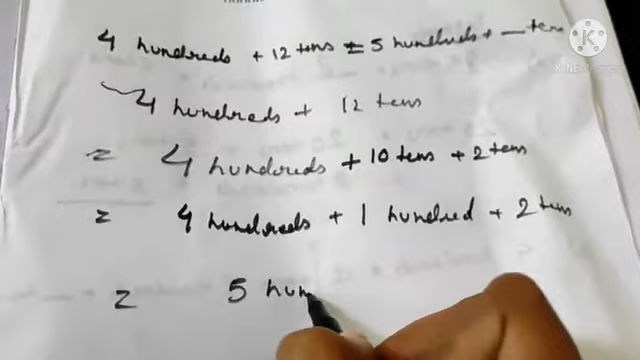 4 hundreds + 12 tens = 5 hundreds + — tens
4 hundreds + 12 tens
= 4 hundreds + 10 tens + 2 tens
= 4 hundreds + 1 hundred + 2 tens
= 5 hun
K